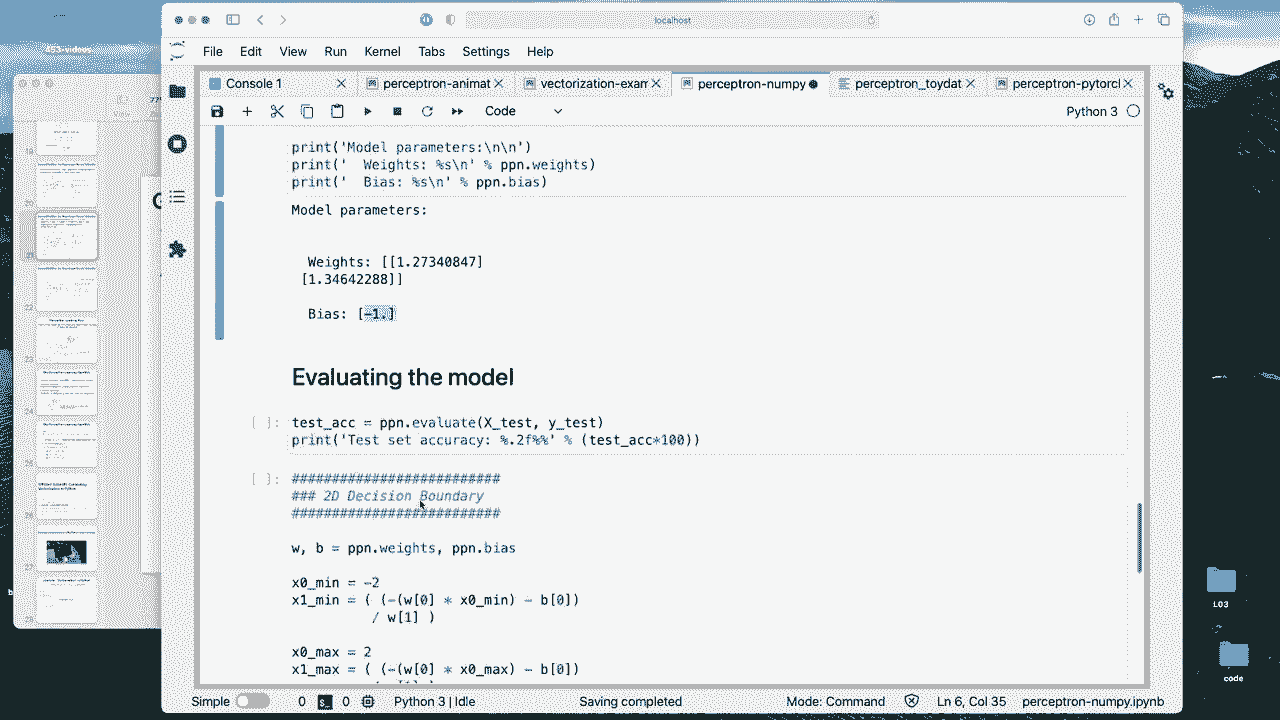 453-videos
localhost
File Edit View Run Kernel Tabs Settings Help
Console 1 perceptron-animat vectorization-exam perceptron-numpy perceptron_toydat perceptron-pytorcl
Code Python 3
print('Model parameters:\n\n')
print('  Weights: %s\n' % ppn.weights)
print('  Bias: %s\n' % ppn.bias)
Model parameters:
Weights: [[1.27340847]
[1.34642288]]
Bias: [-1.]
Evaluating the model
[ ]: test_acc = ppn.evaluate(X_test, y_test)
print('Test set accuracy: %.2f%%' % (test_acc*100))
[ ]: ##########################
### 2D Decision Boundary
##########################
w, b = ppn.weights, ppn.bias
x0_min = -2
x1_min = ( (-(w[0] * x0_min) - b[0])
/ w[1] )
x0_max = 2
x1_max = ( (-(w[0] * x0_max) - b[0])
L03
code
Simple 0 0 Python 3 | Idle Saving completed Mode: Command Ln 6, Col 35 perceptron-numpy.ipynb